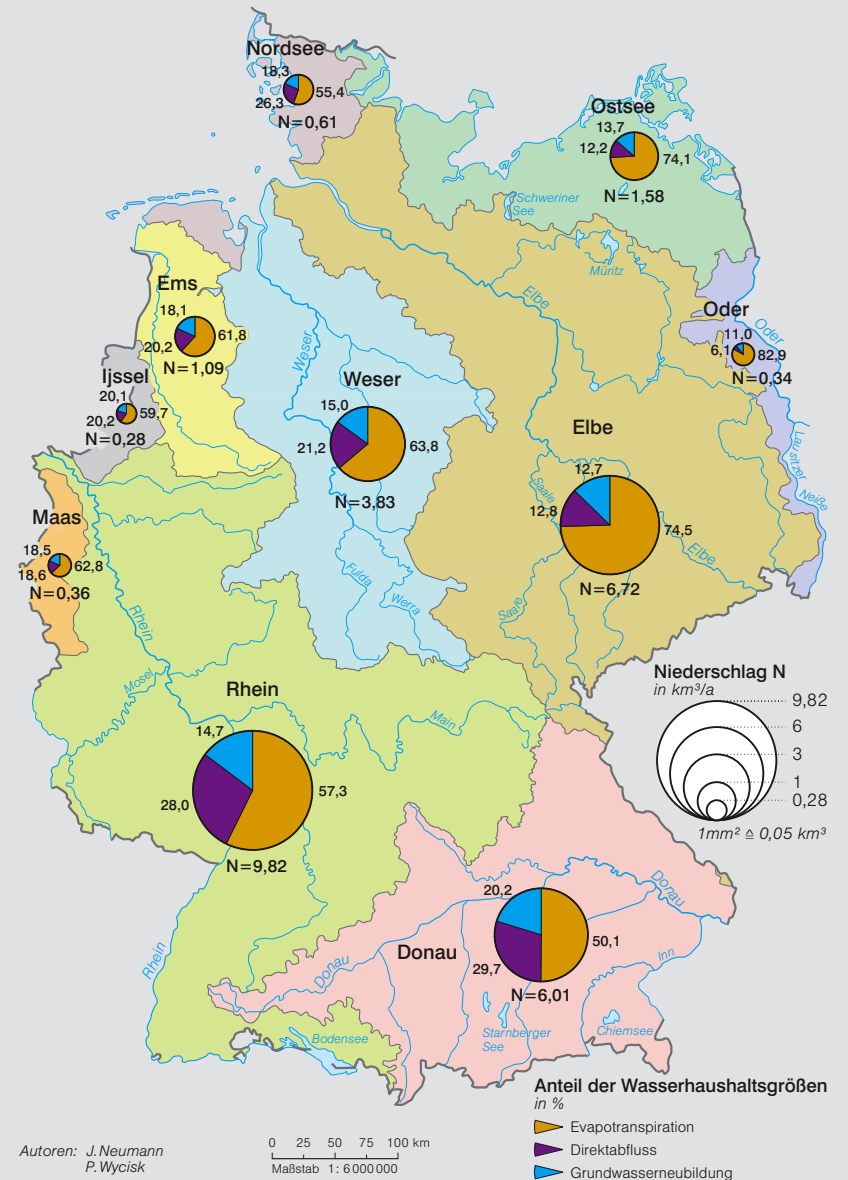 Nordsee
18,3
55,4
26,3
N=0,61
Ostsee
13,7
12,2
74,1
N=1,58
Schweriner
See
Müritz
Ems
18,1
61,8
20,2
N=1,09
Elbe
Weser
Oder
Oder
11,0
6,1
82,9
N=0,34
Ijssel
20,1
20,2
59,7
N=0,28
Weser
15,0
21,2
63,8
N=3,83
Elbe
12,7
12,8
74,5
N=6,72
Saale
Elbe
Saale
Lausitzer
Neiße
Maas
18,5
62,8
18,6
N=0,36
Fulda
Werra
Rhein
Mosel
Rhein
14,7
28,0
57,3
N=9,82
Main
Niederschlag N
in km³/a
9,82
6
3
1
0,28
1mm² ≙ 0,05 km³
Donau
20,2
50,1
29,7
N=6,01
Donau
Donau
Inn
Rhein
Bodensee
Starnberger
See
Chiemsee
Anteil der Wasserhaushaltsgrößen
in %
Evapotranspiration
Direktabfluss
Grundwasserneubildung
0 25 50 75 100 km
Maßstab 1: 6 000 000
Autoren: J. Neumann
P. Wycisk